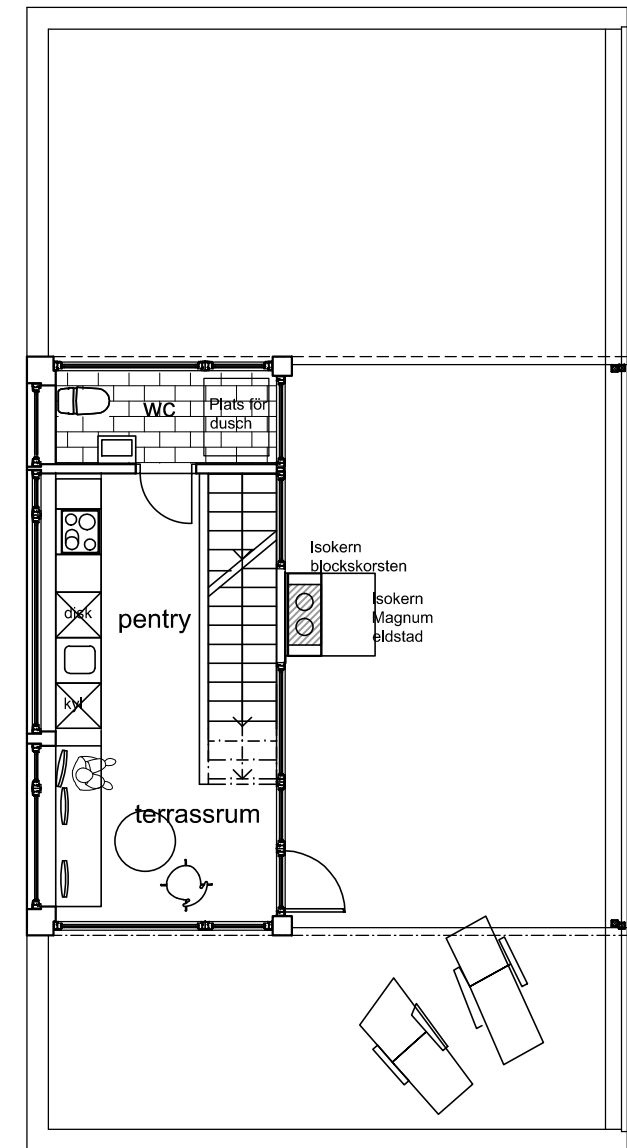 wc
Plats för
dusch
Isokern
blockskorsten
Isokern
Magnum
eldstad
disk
pentry
kyl
terrassrum